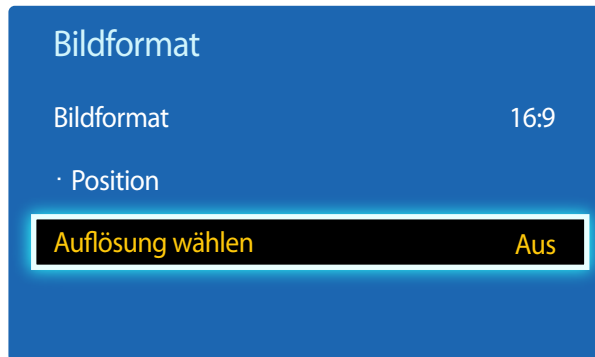 Bildformat
Bildformat 16:9
· Position
Auflösung wählen Aus